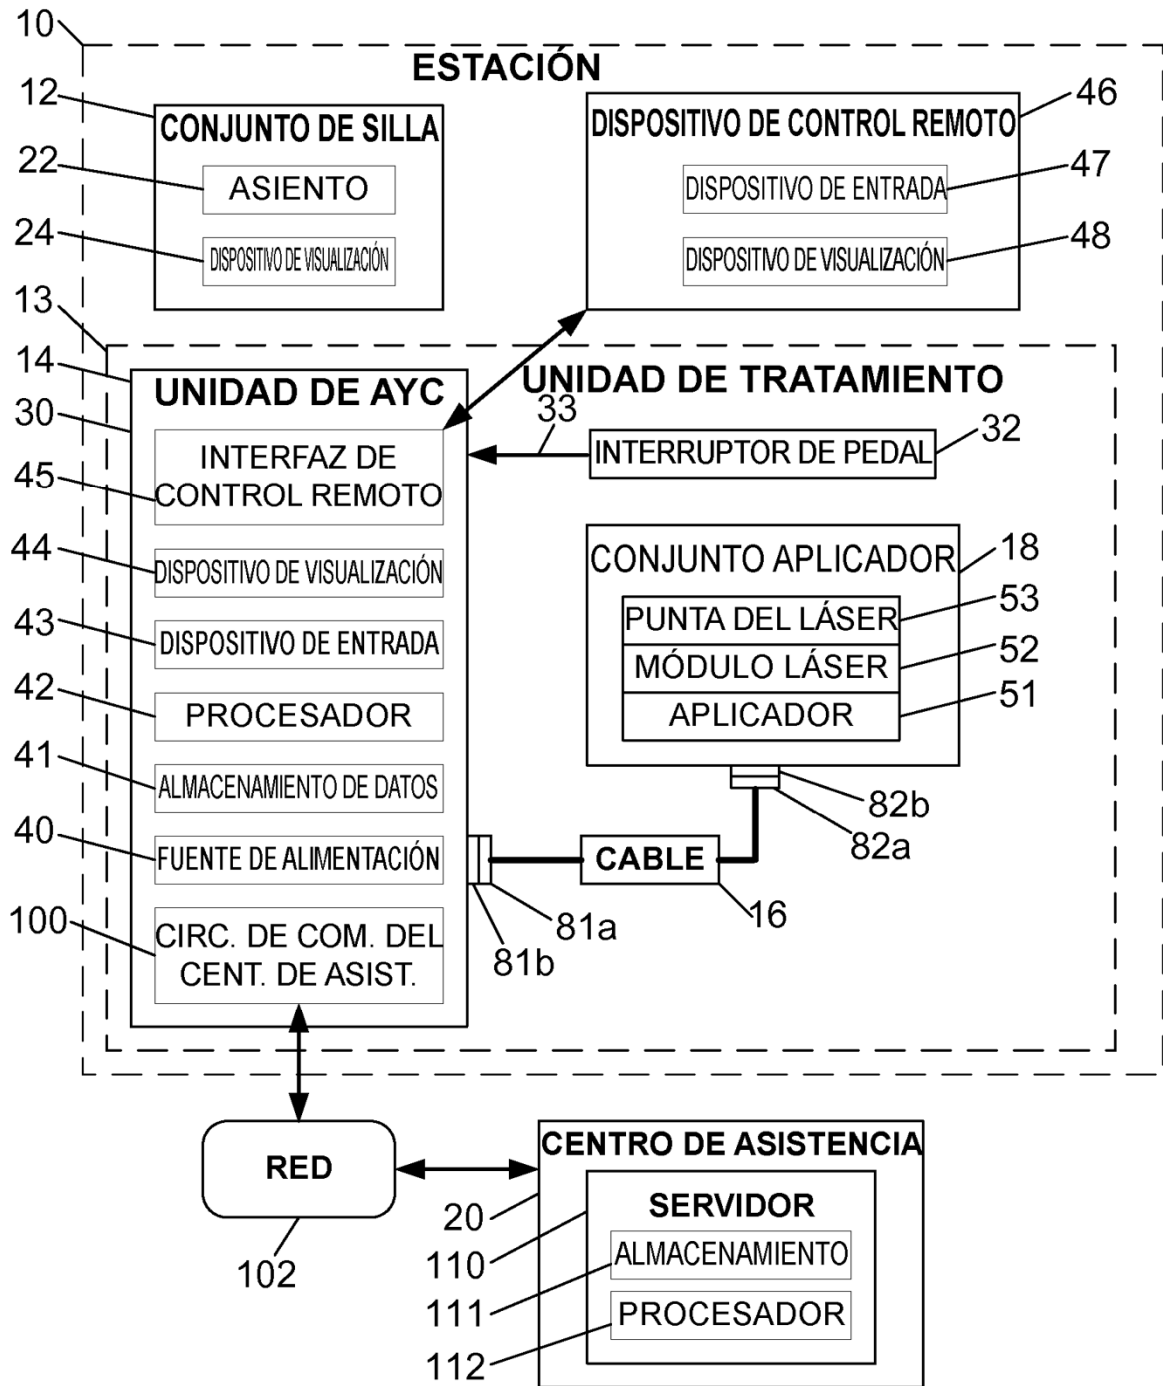 10
ESTACIÓN
12
CONJUNTO DE SILLA
22
ASIENTO
24
DISPOSITIVO DE VISUALIZACIÓN
46
DISPOSITIVO DE CONTROL REMOTO
47
DISPOSITIVO DE ENTRADA
48
DISPOSITIVO DE VISUALIZACIÓN
13
UNIDAD DE TRATAMIENTO
14
UNIDAD DE AYC
30
INTERFAZ DE
CONTROL REMOTO
45
33
INTERRUPTOR DE PEDAL
32
44
DISPOSITIVO DE VISUALIZACIÓN
43
DISPOSITIVO DE ENTRADA
42
PROCESADOR
41
ALMACENAMIENTO DE DATOS
40
FUENTE DE ALIMENTACIÓN
100
CIRC. DE COM. DEL
CENT. DE ASIST.
CONJUNTO APLICADOR
18
PUNTA DEL LÁSER
53
MÓDULO LÁSER
52
APLICADOR
51
82b
82a
CABLE
16
81a
81b
RED
102
CENTRO DE ASISTENCIA
20
SERVIDOR
110
ALMACENAMIENTO
111
PROCESADOR
112